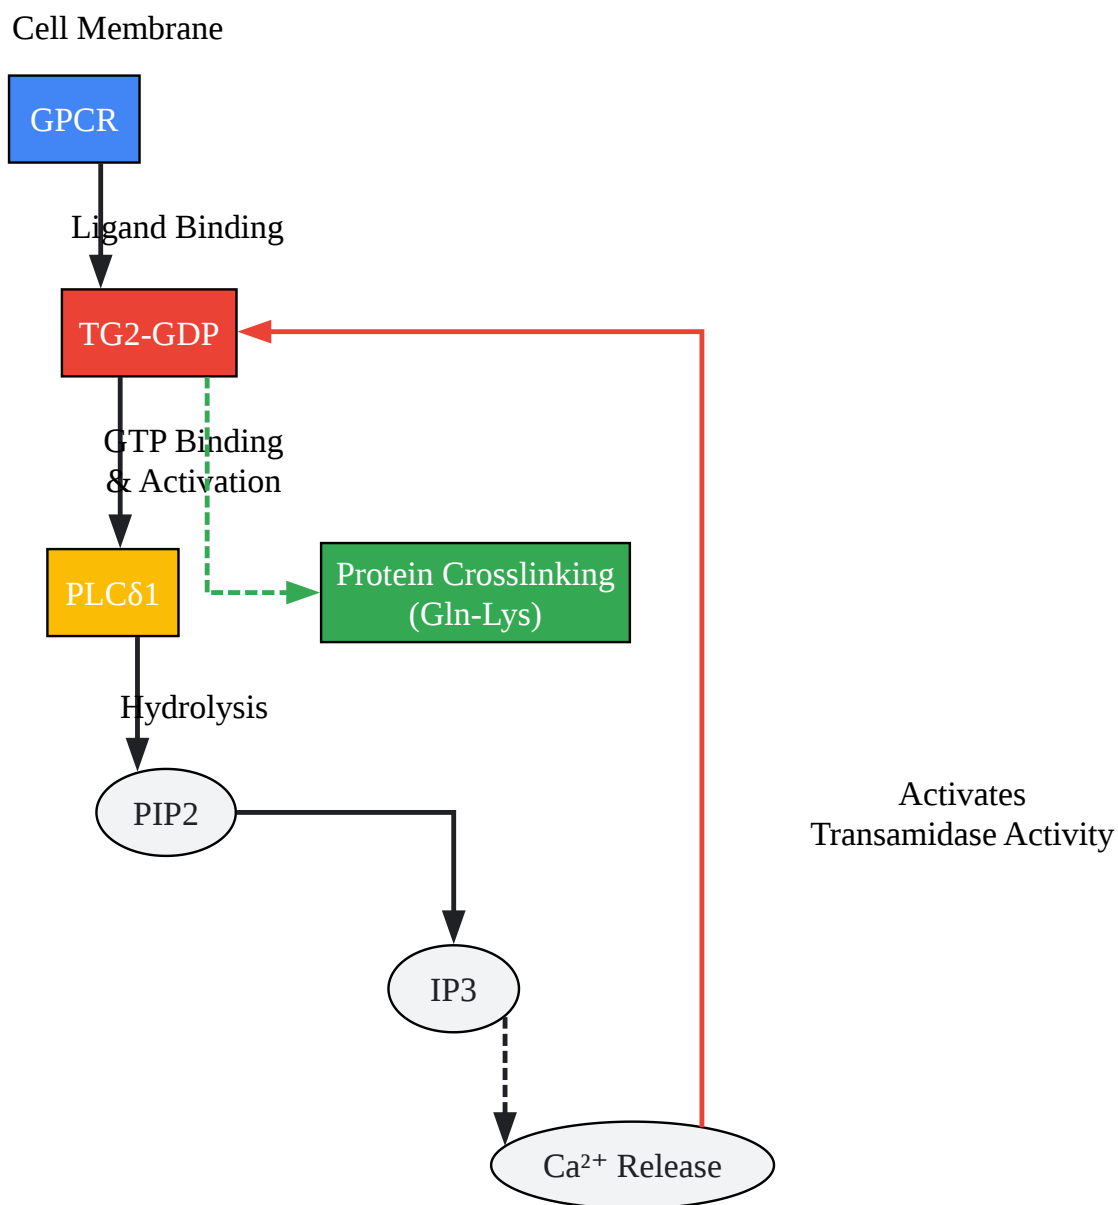 Cell Membrane
GPCR
Ligand Binding
TG2-GDP
GTP Binding
& Activation
PLCδ1
Protein Crosslinking
(Gln-Lys)
Hydrolysis
PIP2
Activates
Transamidase Activity
IP3
Ca²⁺ Release